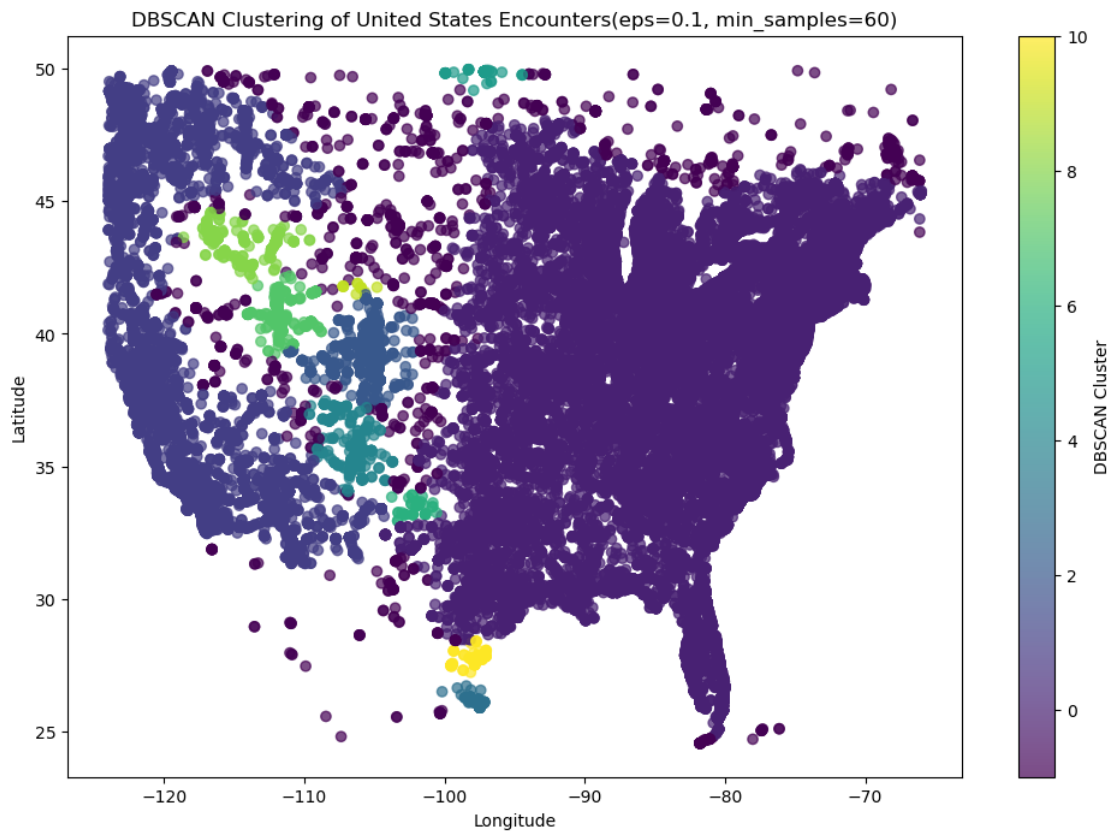 DBSCAN Clustering of United States Encounters(eps=0.1, min_samples=60)
50
45
40
35
30
25
Latitude
−120 −110 −100 −90 −80 −70
Longitude
10
8
6
4
2
0
DBSCAN Cluster